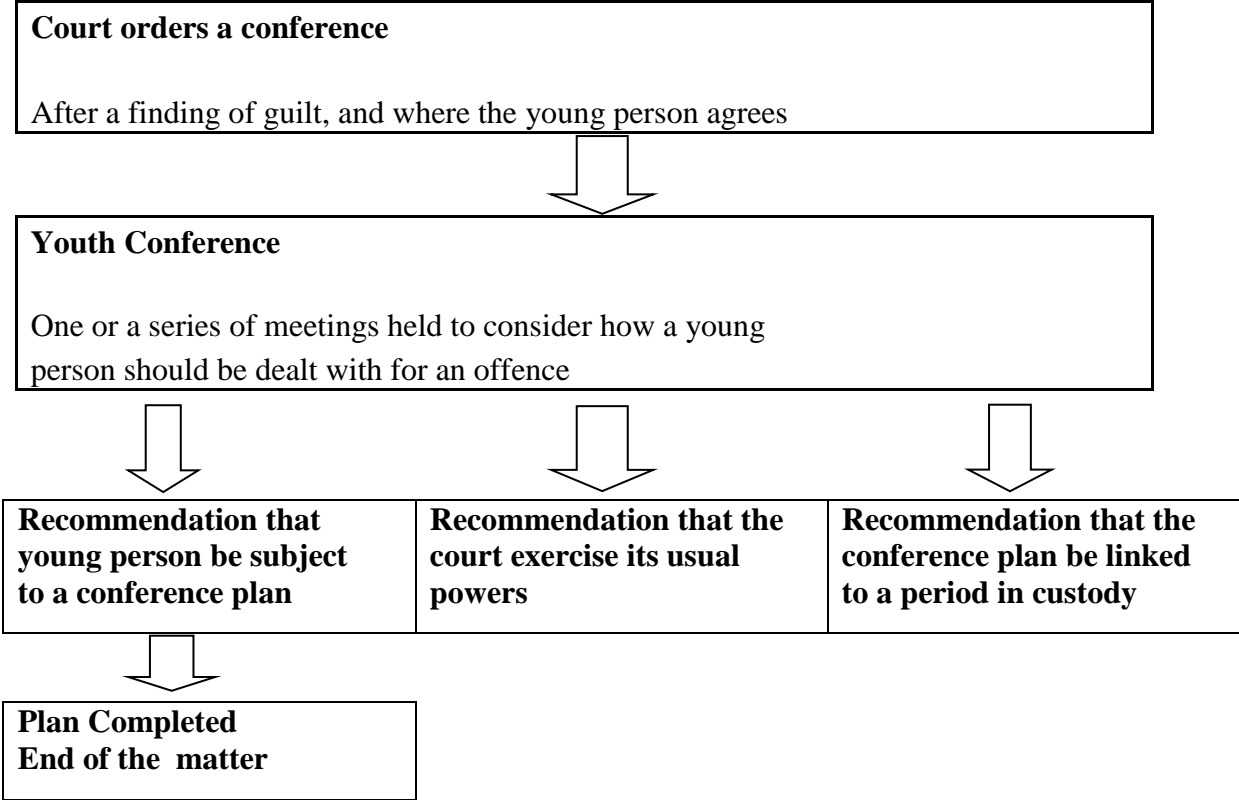 Court orders a conference
After a finding of guilt, and where the young person agrees
Youth Conference
One or a series of meetings held to consider how a young
person should be dealt with for an offence
Recommendation that
young person be subject
to a conference plan
Recommendation that the
court exercise its usual
powers
Recommendation that the
conference plan be linked
to a period in custody
Plan Completed
End of the  matter